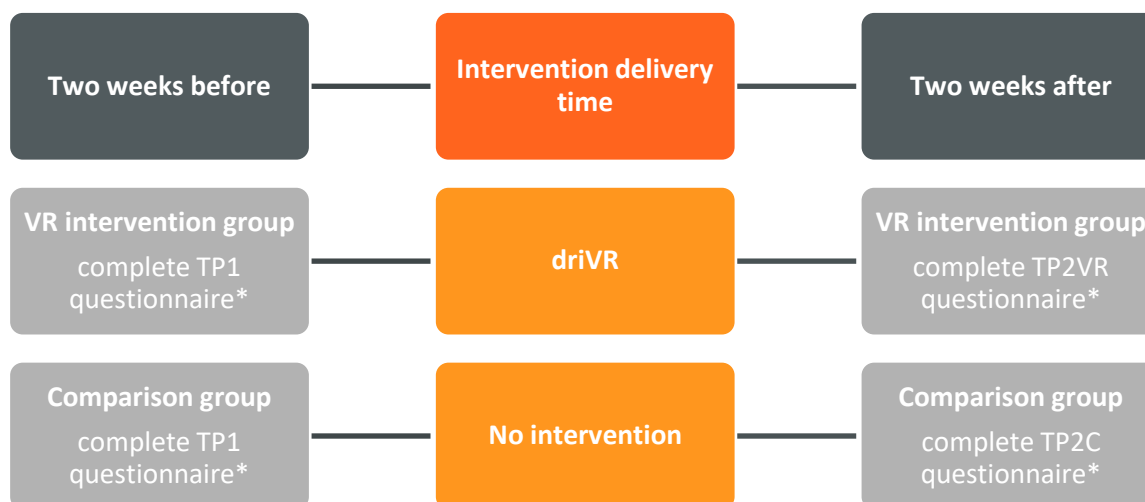 Two weeks before
Intervention delivery
time
Two weeks after
VR intervention group
complete TP1
questionnaire*
driVR
VR intervention group
complete TP2VR
questionnaire*
Comparison group
complete TP1
questionnaire*
No intervention
Comparison group
complete TP2C
questionnaire*